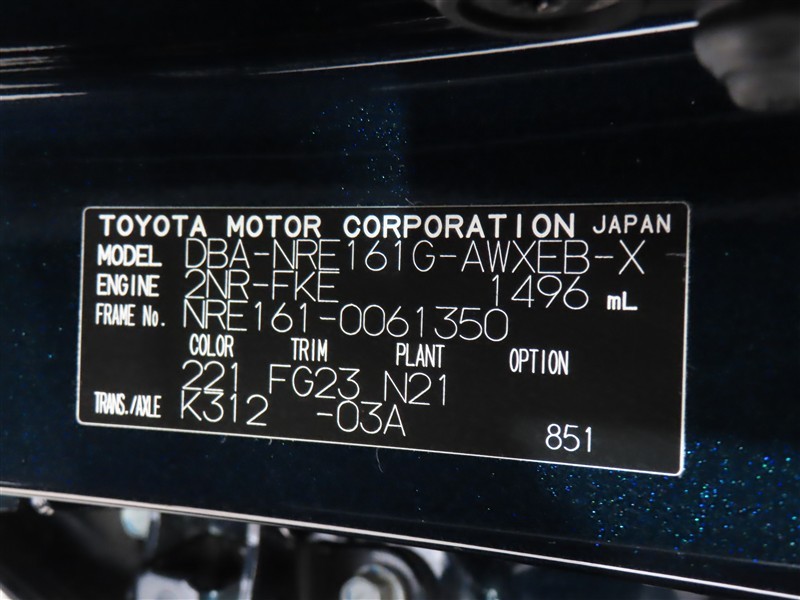 TOYOTA MOTOR CORPORATION JAPAN
MODEL DBA-NRE161G-AWXEB-X
ENGINE 2NR-FKE 1496 mL
FRAME No. NRE161-0061350
COLOR TRIM PLANT OPTION
221 FG23 N21
TRANS./AXLE K312 -03A
851